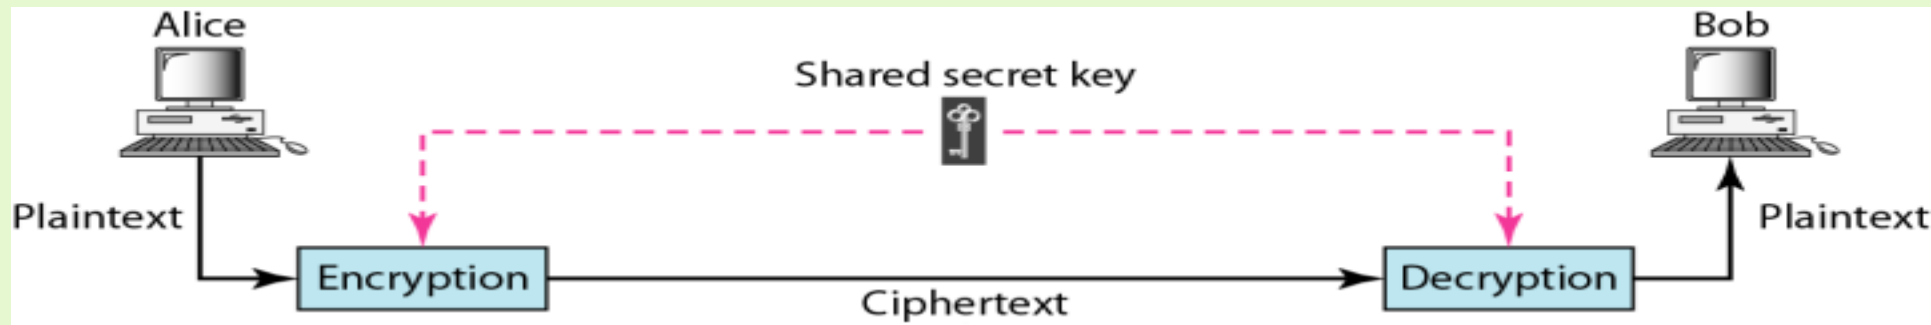 Alice
Bob
Shared secret key
Plaintext
Plaintext
Encryption
Decryption
Ciphertext